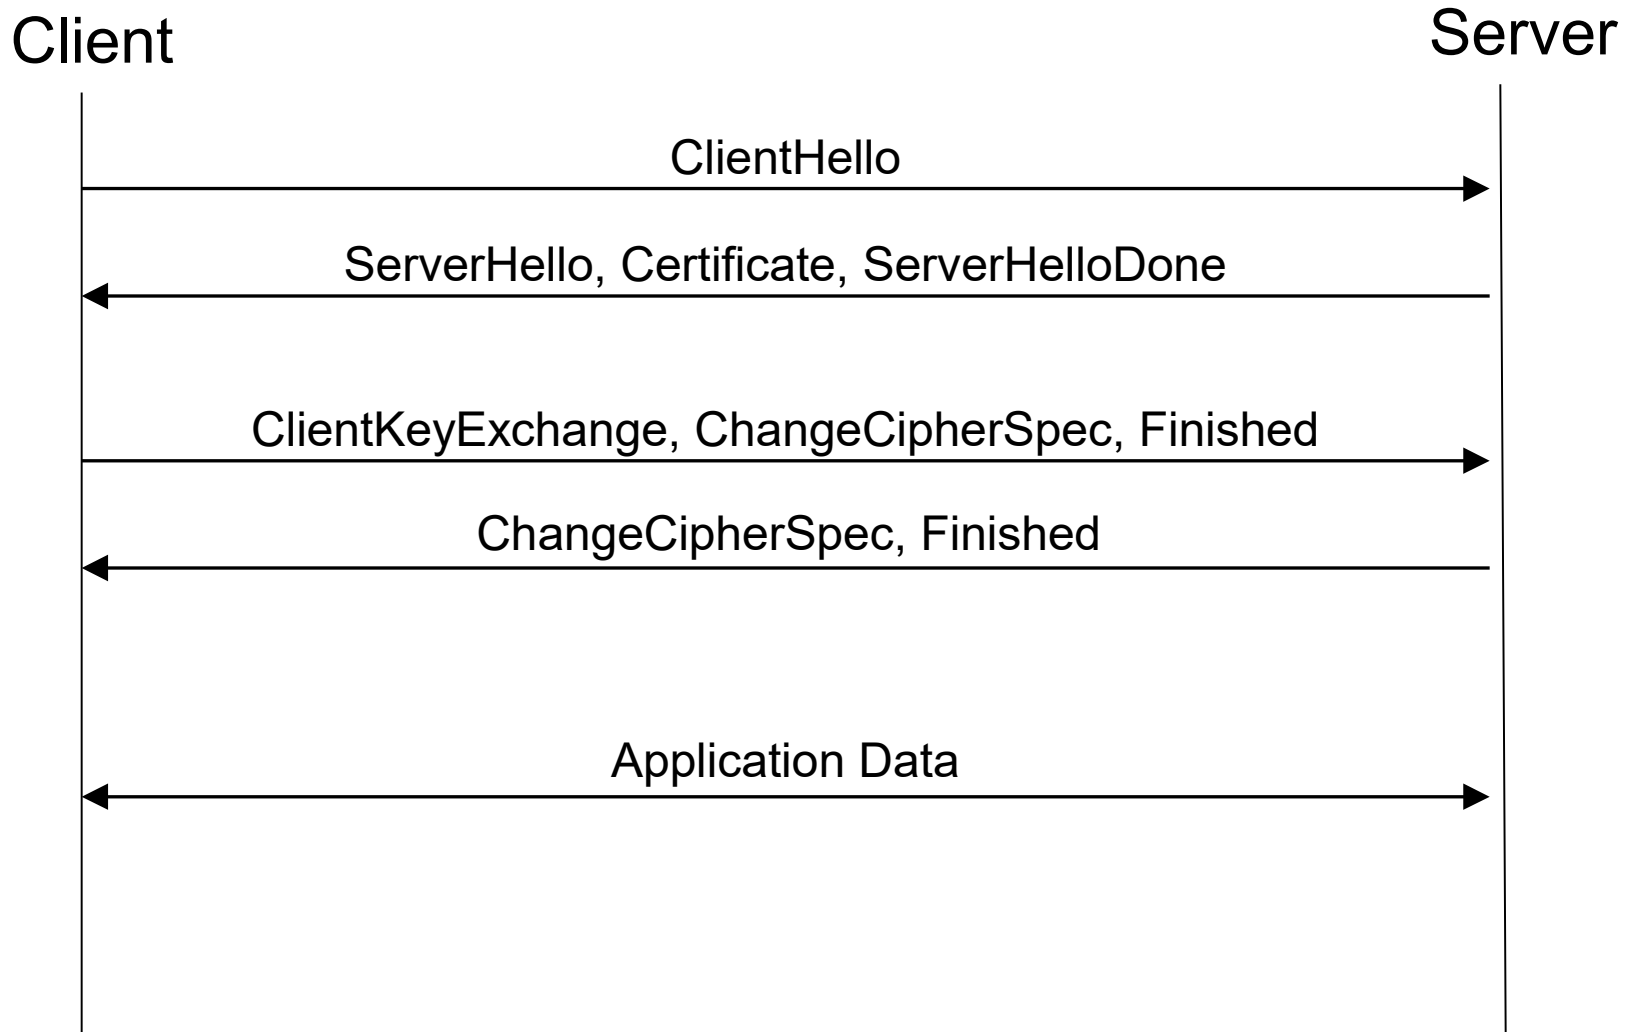 Client
Server
ClientHello
ServerHello, Certificate, ServerHelloDone
ClientKeyExchange, ChangeCipherSpec, Finished
ChangeCipherSpec, Finished
Application Data